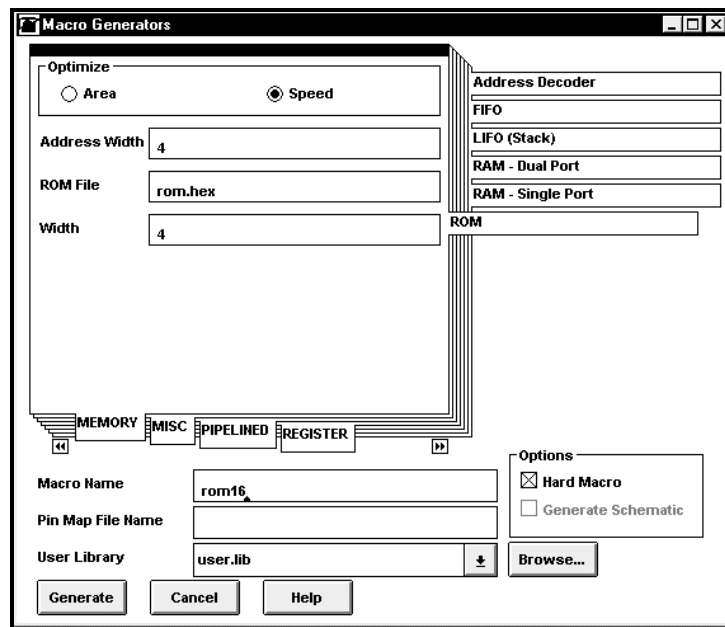 Macro Generators
Optimize
Area
Speed
Address Width 4
ROM File rom.hex
Width 4
Address Decoder
FIFO
LIFO (Stack)
RAM - Dual Port
RAM - Single Port
ROM
MEMORY MISC PIPELINED REGISTER
Macro Name rom16
Pin Map File Name
User Library user.lib Browse...
Options
Hard Macro
Generate Schematic
Generate Cancel Help